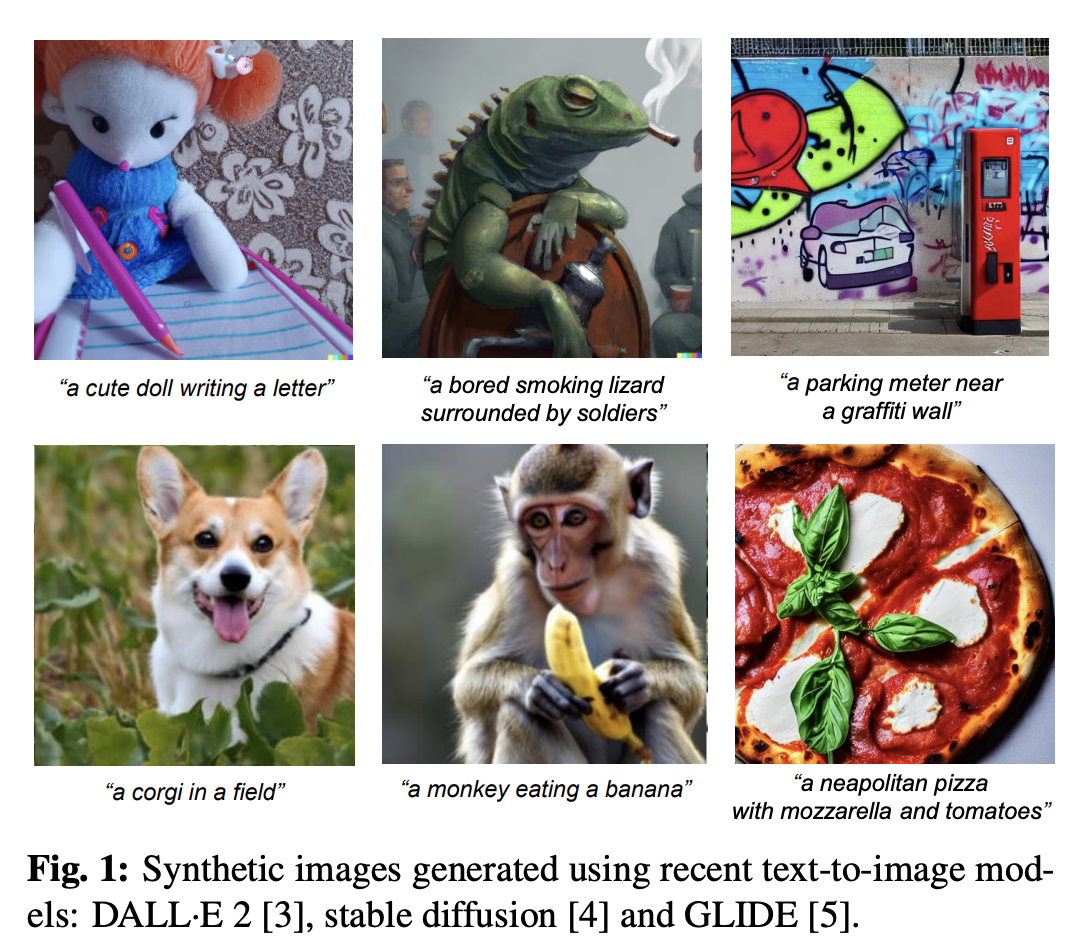 “a cute doll writing a letter”
“a bored smoking lizard
surrounded by soldiers”
“a parking meter near
a graffiti wall”
“a corgi in a field”
“a monkey eating a banana”
“a neapolitan pizza
with mozzarella and tomatoes”
Fig. 1: Synthetic images generated using recent text-to-image mod-
els: DALL·E 2 [3], stable diffusion [4] and GLIDE [5].